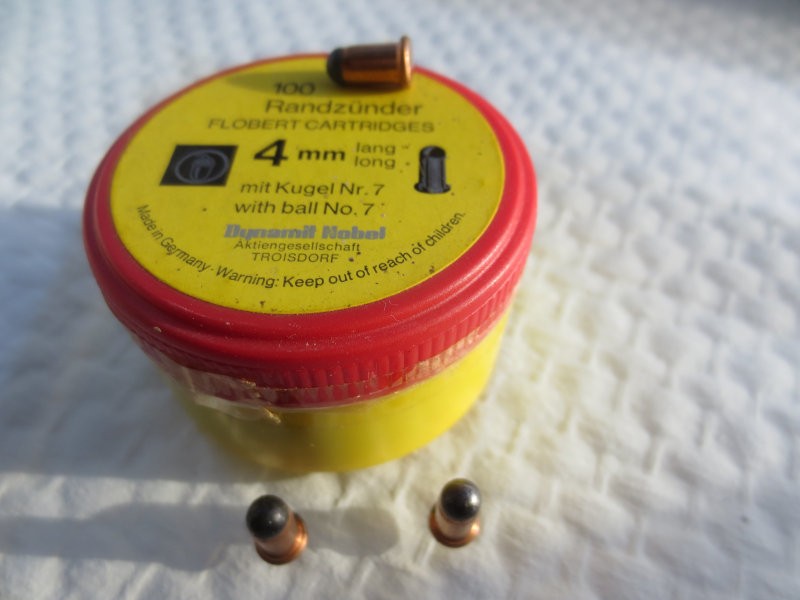 100
Randzünder
FLOBERT CARTRIDGES
4 mm lang
long
mit Kugel Nr. 7
with ball No. 7
Dynamit Nobel
Aktiengesellschaft
TROISDORF
Made in Germany · Warning: Keep out of reach of children.